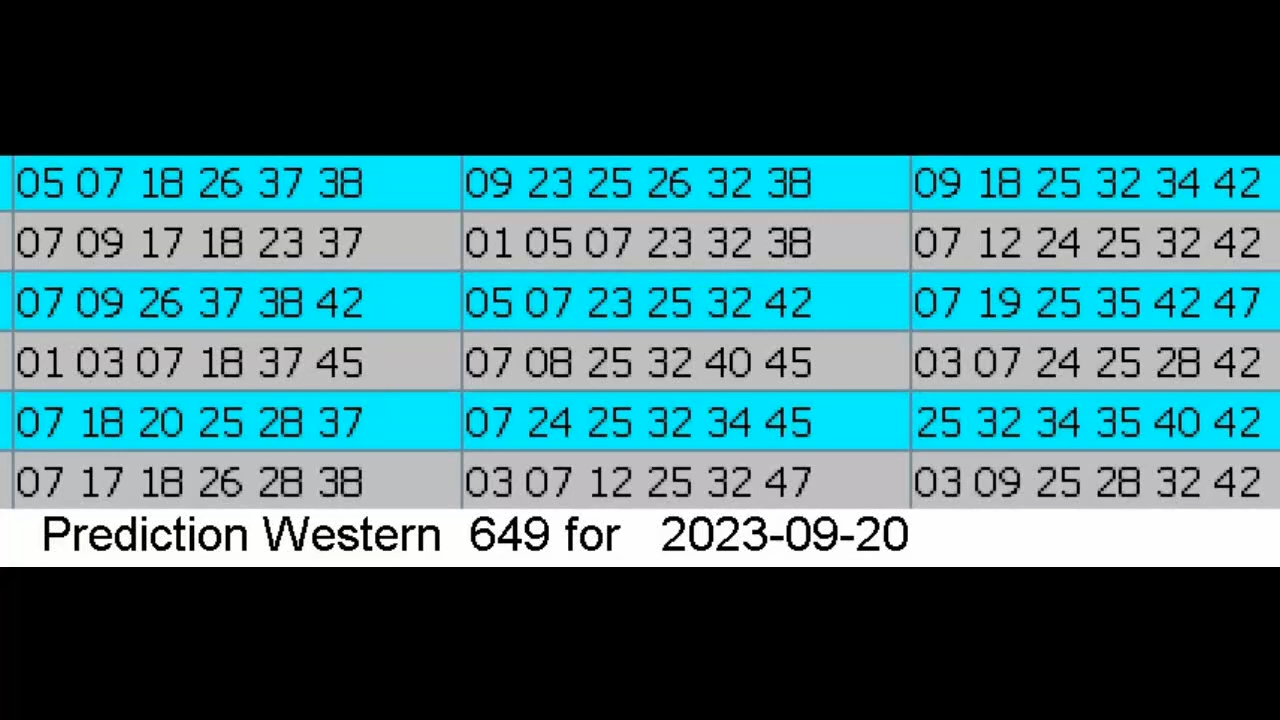 05 07 18 26 37 38 09 23 25 26 32 38 09 18 25 32 34 42
07 09 17 18 23 37 01 05 07 23 32 38 07 12 24 25 32 42
07 09 26 37 38 42 05 07 23 25 32 42 07 19 25 35 42 47
01 03 07 18 37 45 07 08 25 32 40 45 03 07 24 25 28 42
07 18 20 25 28 37 07 24 25 32 34 45 25 32 34 35 40 42
07 17 18 26 28 38 03 07 12 25 32 47 03 09 25 28 32 42
Prediction Western 649 for 2023-09-20